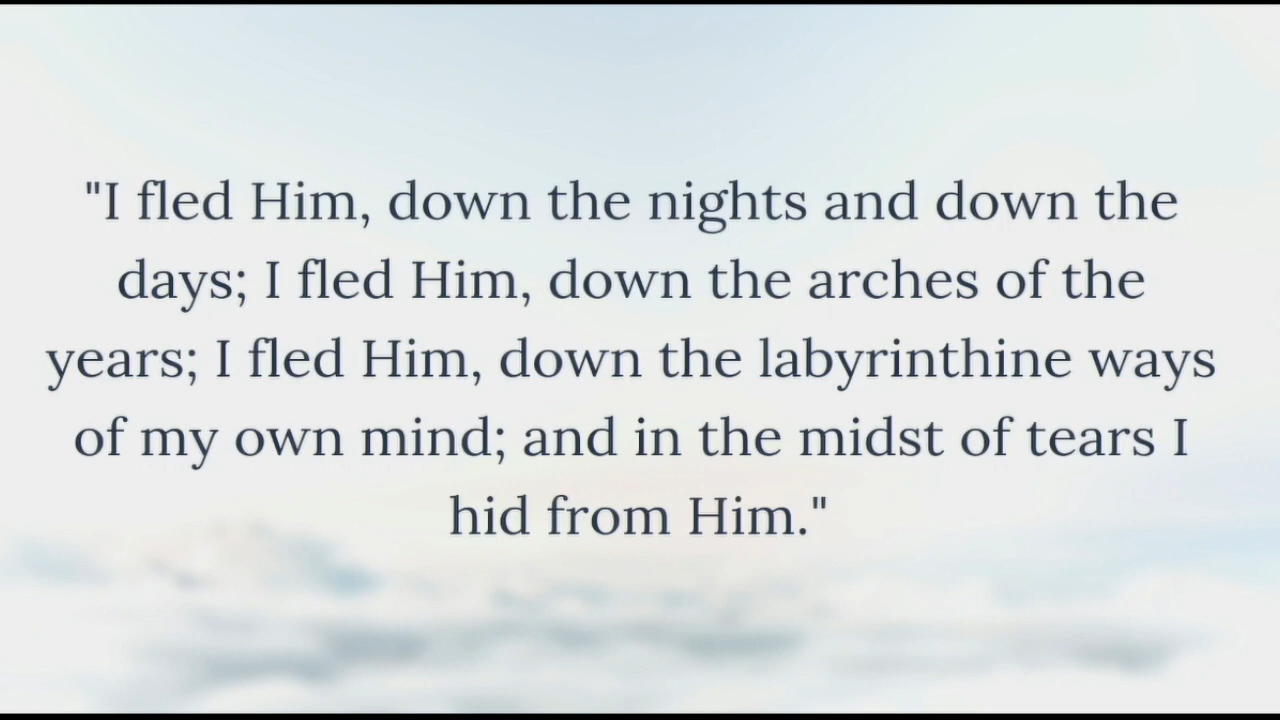 "I fled Him, down the nights and down the
days; I fled Him, down the arches of the
years; I fled Him, down the labyrinthine ways
of my own mind; and in the midst of tears I
hid from Him."